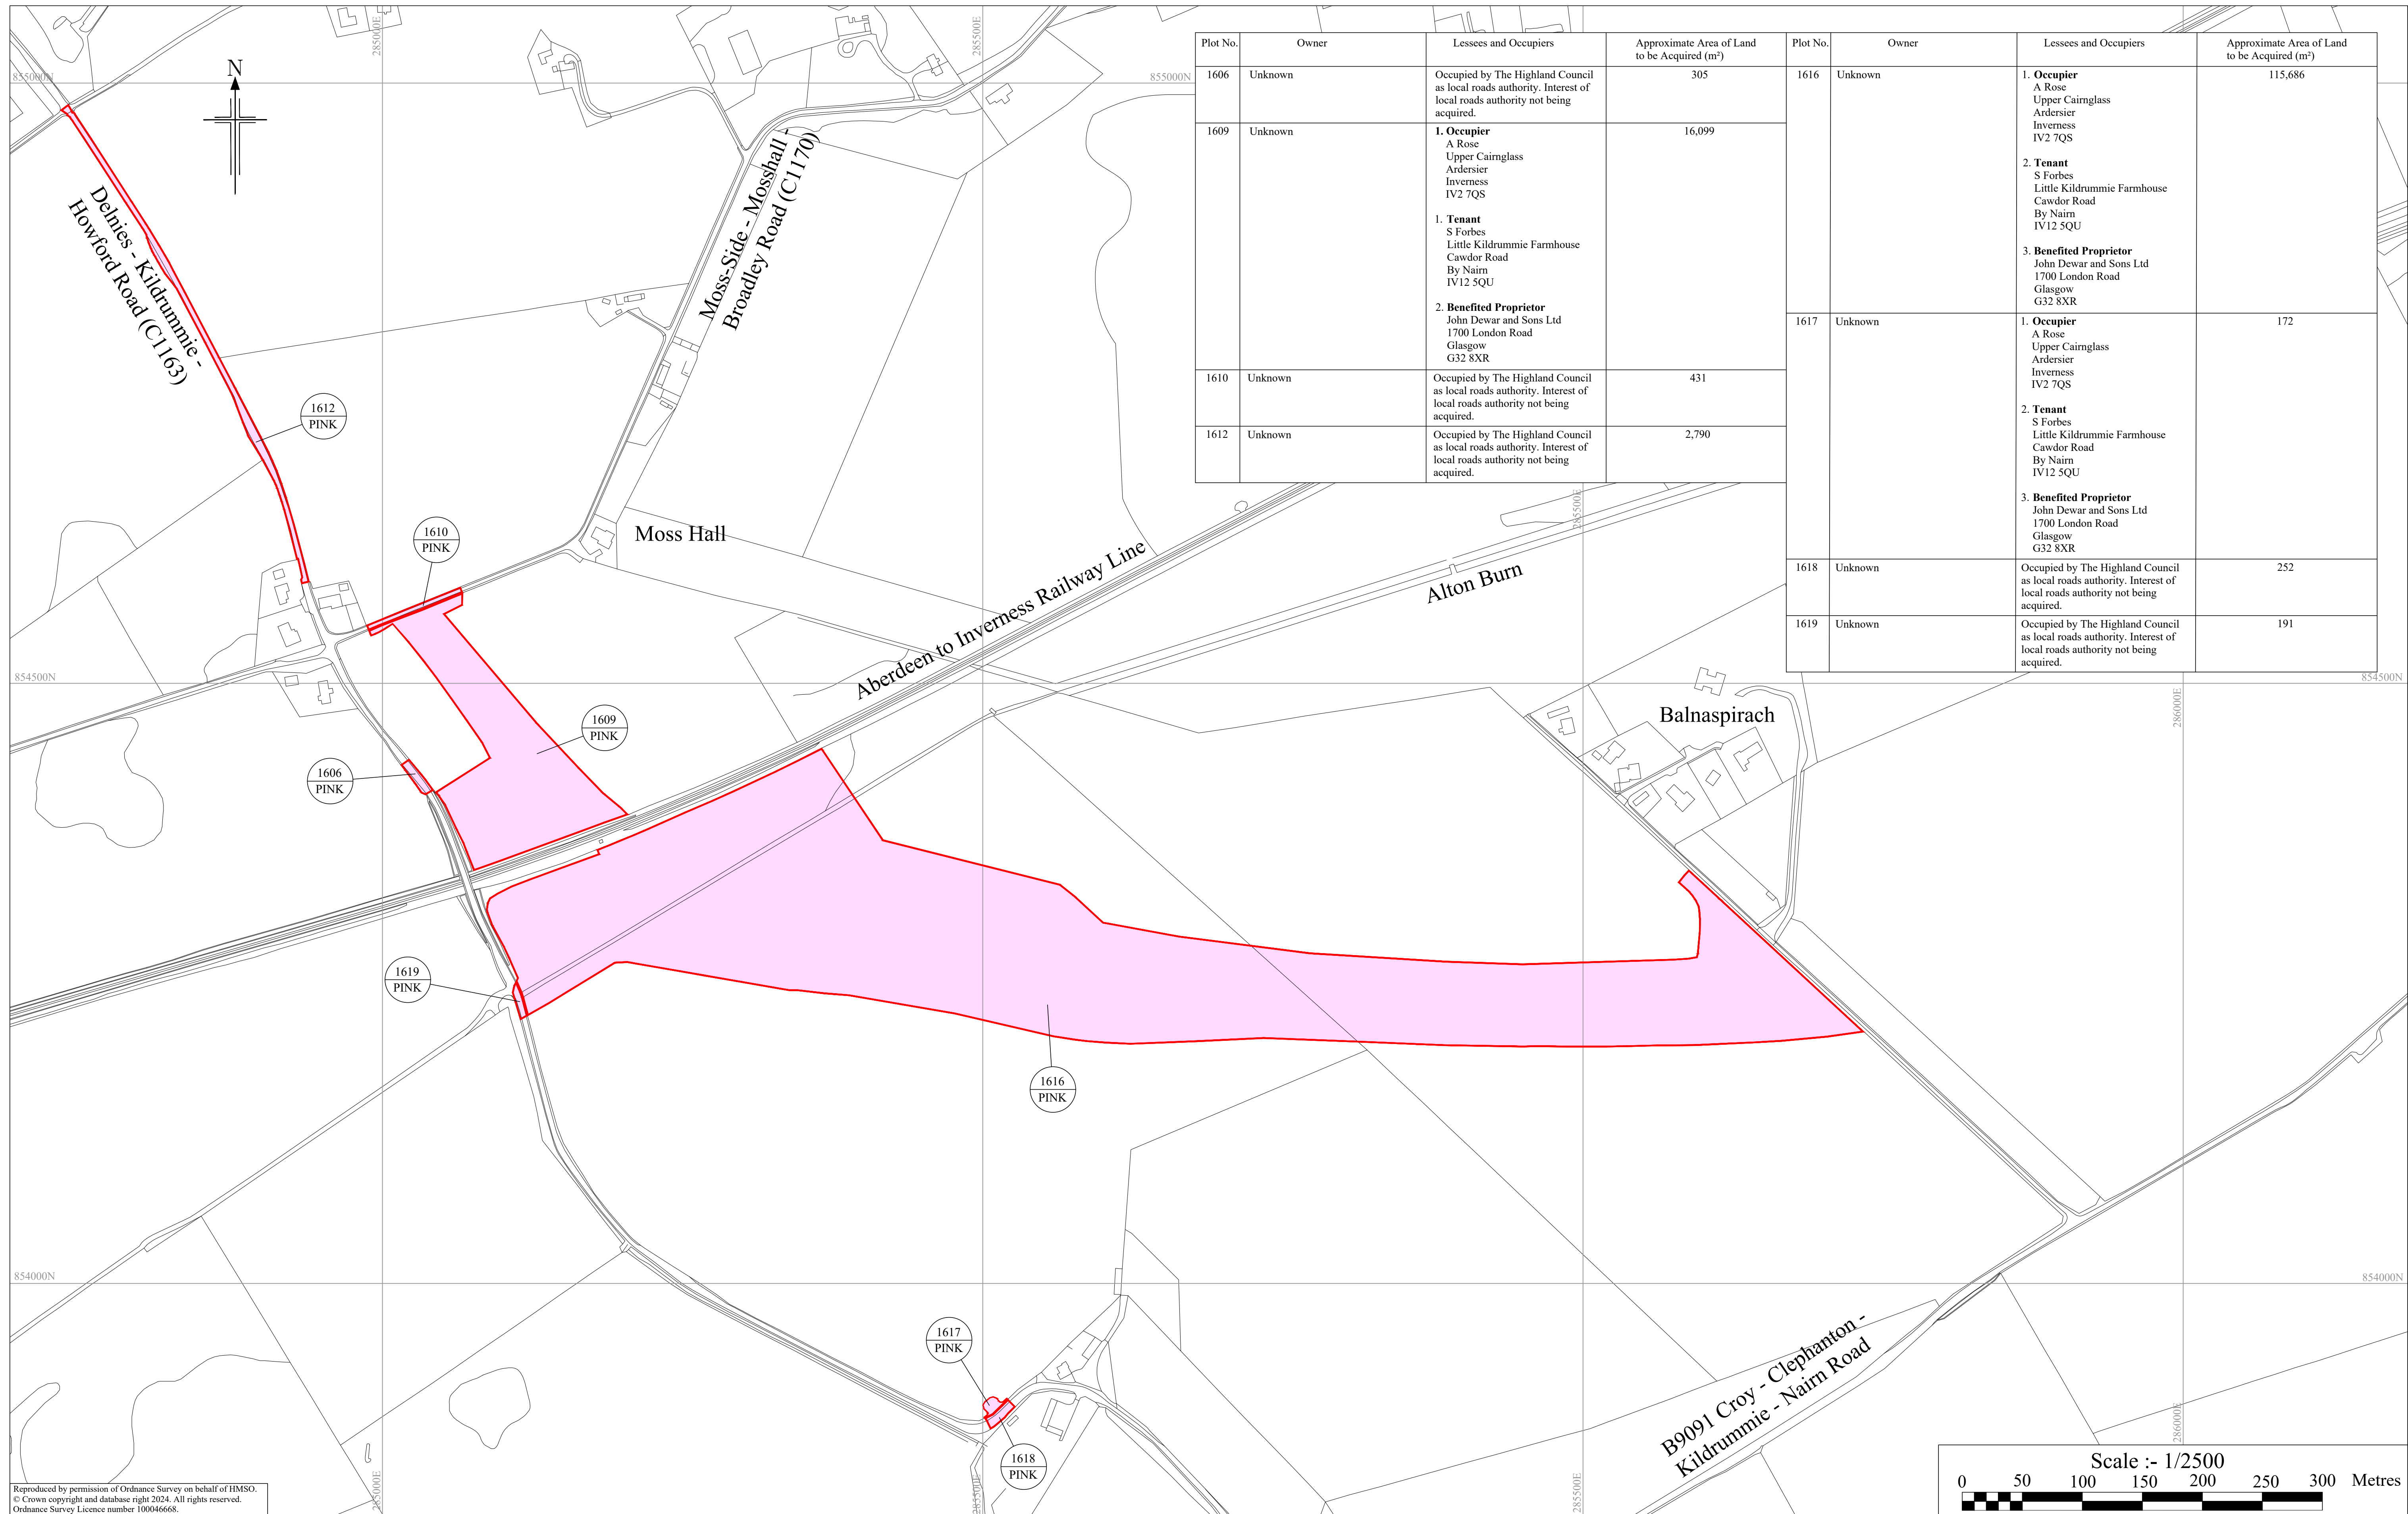 285000E
285500E
855000N
855000N
N
Delnies - Kildrummie -
Howford Road (C1163)
Moss-Side - Mosshall -
Broadley Road (C1170)
Plot No.
Owner
Lessees and Occupiers
Approximate Area of Land
to be Acquired (m²)
1606
Unknown
Occupied by The Highland Council
as local roads authority. Interest of
local roads authority not being
acquired.
305
1609
Unknown
1. Occupier
A Rose
Upper Cairnglass
Ardersier
Inverness
IV2 7QS
1. Tenant
S Forbes
Little Kildrummie Farmhouse
Cawdor Road
By Nairn
IV12 5QU
2. Benefited Proprietor
John Dewar and Sons Ltd
1700 London Road
Glasgow
G32 8XR
16,099
1610
Unknown
Occupied by The Highland Council
as local roads authority. Interest of
local roads authority not being
acquired.
431
1612
Unknown
Occupied by The Highland Council
as local roads authority. Interest of
local roads authority not being
acquired.
2,790
Plot No.
Owner
Lessees and Occupiers
Approximate Area of Land
to be Acquired (m²)
1616
Unknown
1. Occupier
A Rose
Upper Cairnglass
Ardersier
Inverness
IV2 7QS
2. Tenant
S Forbes
Little Kildrummie Farmhouse
Cawdor Road
By Nairn
IV12 5QU
3. Benefited Proprietor
John Dewar and Sons Ltd
1700 London Road
Glasgow
G32 8XR
115,686
1617
Unknown
1. Occupier
A Rose
Upper Cairnglass
Ardersier
Inverness
IV2 7QS
2. Tenant
S Forbes
Little Kildrummie Farmhouse
Cawdor Road
By Nairn
IV12 5QU
3. Benefited Proprietor
John Dewar and Sons Ltd
1700 London Road
Glasgow
G32 8XR
172
1618
Unknown
Occupied by The Highland Council
as local roads authority. Interest of
local roads authority not being
acquired.
252
1619
Unknown
Occupied by The Highland Council
as local roads authority. Interest of
local roads authority not being
acquired.
191
1612
PINK
1610
PINK
Moss Hall
Aberdeen to Inverness Railway Line
Alton Burn
285500E
854500N
854500N
286000E
1609
PINK
1606
PINK
Balnaspirach
1619
PINK
1616
PINK
854000N
854000N
1617
PINK
1618
PINK
B9091 Croy - Clephanton -
Kildrummie - Nairn Road
285000E
285500E
285500E
286000E
Scale :- 1/2500
0 50 100 150 200 250 300 Metres
Reproduced by permission of Ordnance Survey on behalf of HMSO.
© Crown copyright and database right 2024. All rights reserved.
Ordnance Survey Licence number 100046668.